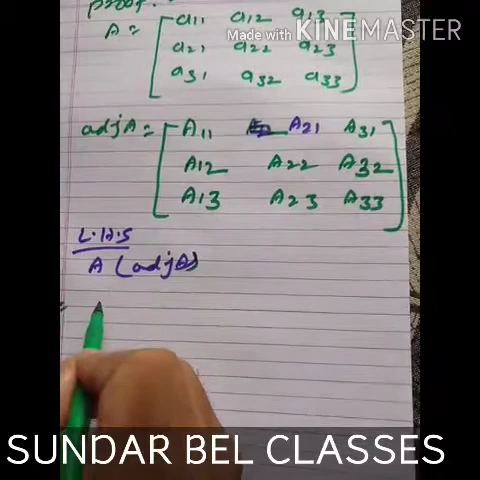 proof:
Made with KINEMASTER
A = [ a11 a12 a13 ]
a21 a22 a23
a31 a32 a33
adjA = [ A11 A21 A31 ]
A12 A22 A32
A13 A23 A33
L.H.S
A (adjA)
SUNDAR BEL CLASSES